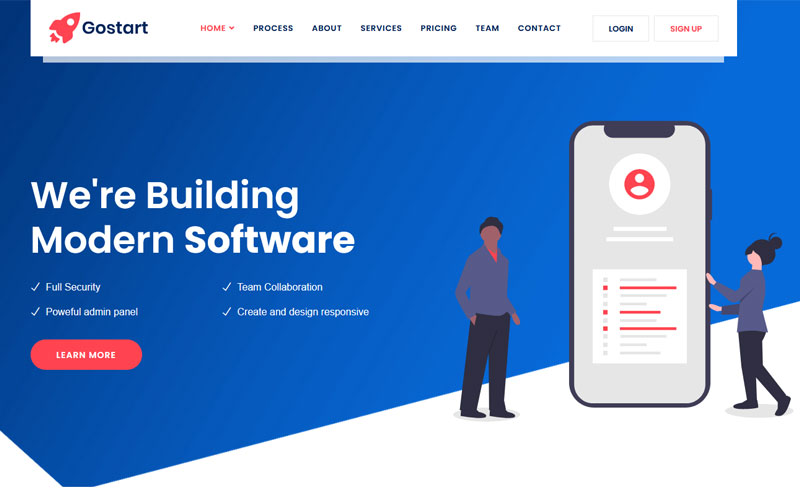 Gostart
HOME PROCESS ABOUT SERVICES PRICING TEAM CONTACT LOGIN SIGN UP
We're Building
Modern Software
Full Security Team Collaboration
Poweful admin panel Create and design responsive
LEARN MORE